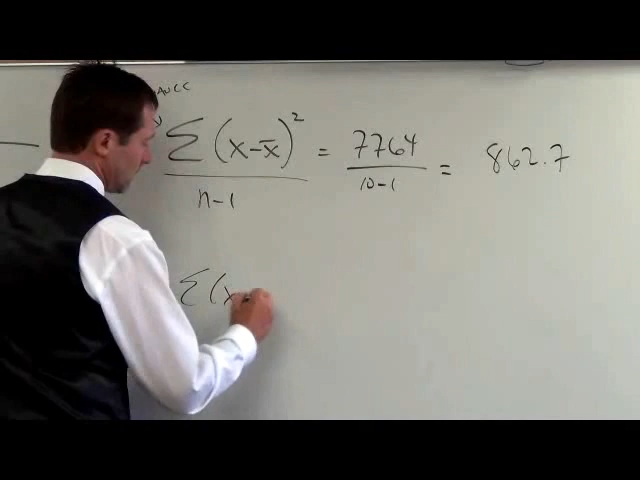 Σ (x-x̄)² / n-1 = 7764 / 10-1 = 862.7
Σ (x